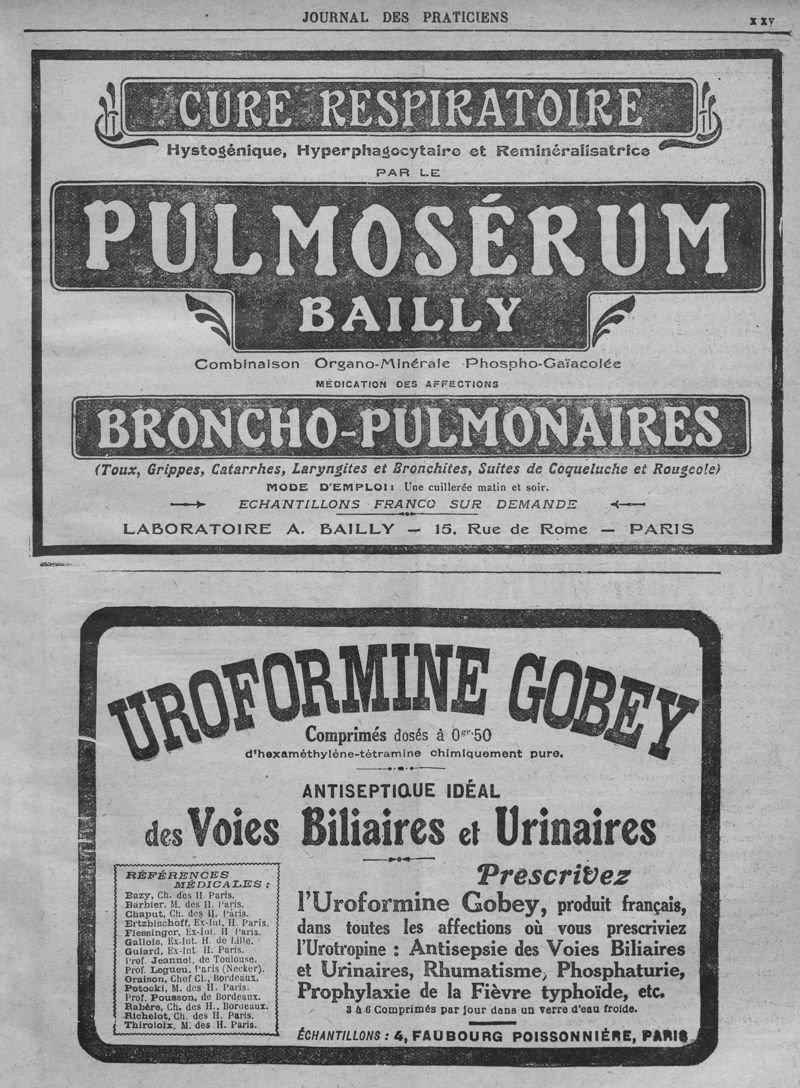 JOURNAL DES PRATICIENS
xxv
CURE RESPIRATOIRE
Hystogénique, Hyperphagocytaire et Reminéralisatrice
PAR LE
PULMOSÉRUM
BAILLY
Combinaison Organo-Minérale Phospho-Gaïacolée
MÉDICATION DES AFFECTIONS
BRONCHO-PULMONAIRES
(Toux, Grippes, Catarrhes, Laryngites et Bronchites, Suites de Coqueluche et Rougeole)
MODE D'EMPLOI: Une cuillerée matin et soir.
ECHANTILLONS FRANCO SUR DEMANDE
LABORATOIRE A. BAILLY — 15, Rue de Rome — PARIS
UROFORMINE GOBEY
Comprimés dosés à 0gr.50
d'hexaméthylène-tétramine chimiquement pure.
ANTISEPTIQUE IDÉAL
des Voies Biliaires et Urinaires
RÉFÉRENCES
MÉDICALES :
Bazy, Ch. des H. Paris.
Barbier, M. des H. Paris.
Chaput, Ch. des H. Paris.
Ertzbischoff, Ex-Int. H. Paris.
Fiessinger, Ex-Int. H. Paris.
Gallois, Ex-Int. H. de Lille.
Guiard, Ex-Int. H. Paris.
Prof. Jeannel, de Toulouse.
Prof. Legueu, Paris (Necker).
Oraison, Chef Cl., Bordeaux.
Potocki, M. des H. Paris.
Prof. Pousson, de Bordeaux.
Rabère, Ch. des H., Bordeaux.
Richelot, Ch. des H. Paris.
Thiroloix, M. des H. Paris.
Prescrivez
l'Uroformine Gobey, produit français,
dans toutes les affections où vous prescriviez
l'Urotropine : Antisepsie des Voies Biliaires
et Urinaires, Rhumatisme, Phosphaturie,
Prophylaxie de la Fièvre typhoïde, etc.
3 à 6 Comprimés par jour dans un verre d'eau froide.
ÉCHANTILLONS : 4, FAUBOURG POISSONNIÈRE, PARIS